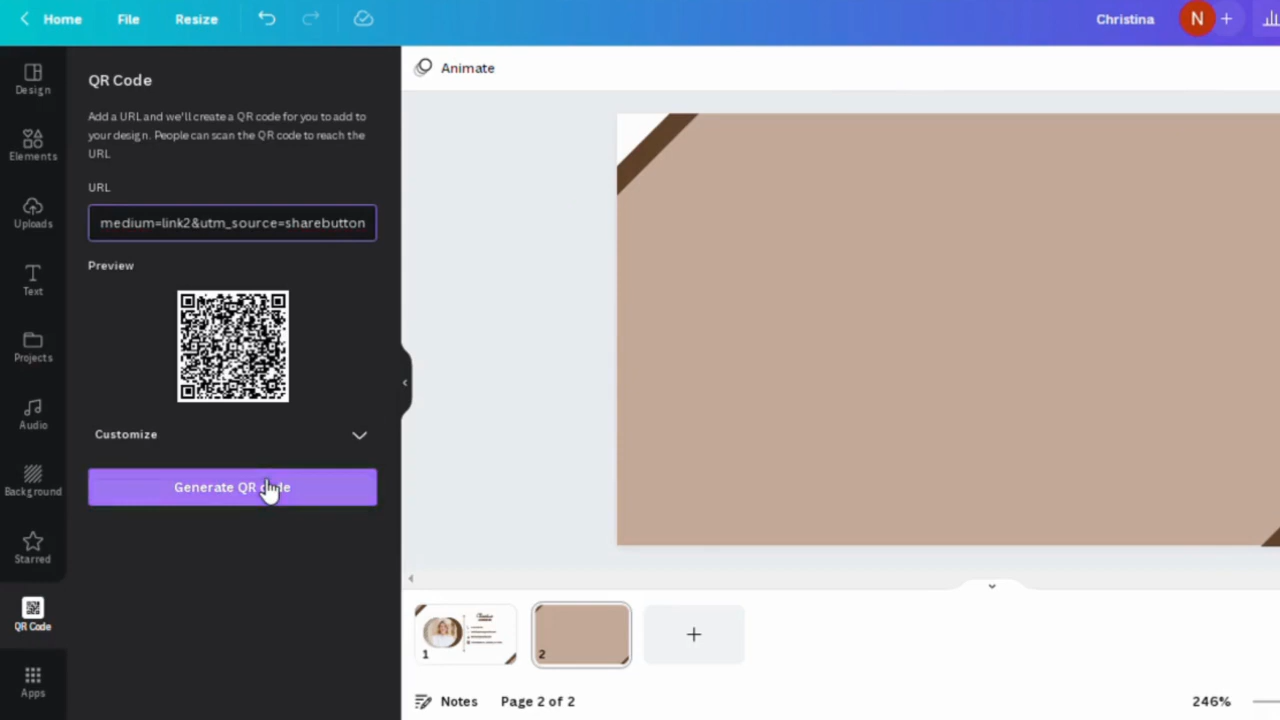 Home File Resize
Christina N
Design
Elements
Uploads
Text
Projects
Audio
Background
Starred
QR Code
Apps
QR Code
Add a URL and we'll create a QR code for you to add to
your design. People can scan the QR code to reach the
URL
URL
medium=link2&utm_source=sharebutton
Preview
Customize
Generate QR code
Animate
1
2
Notes Page 2 of 2
246%